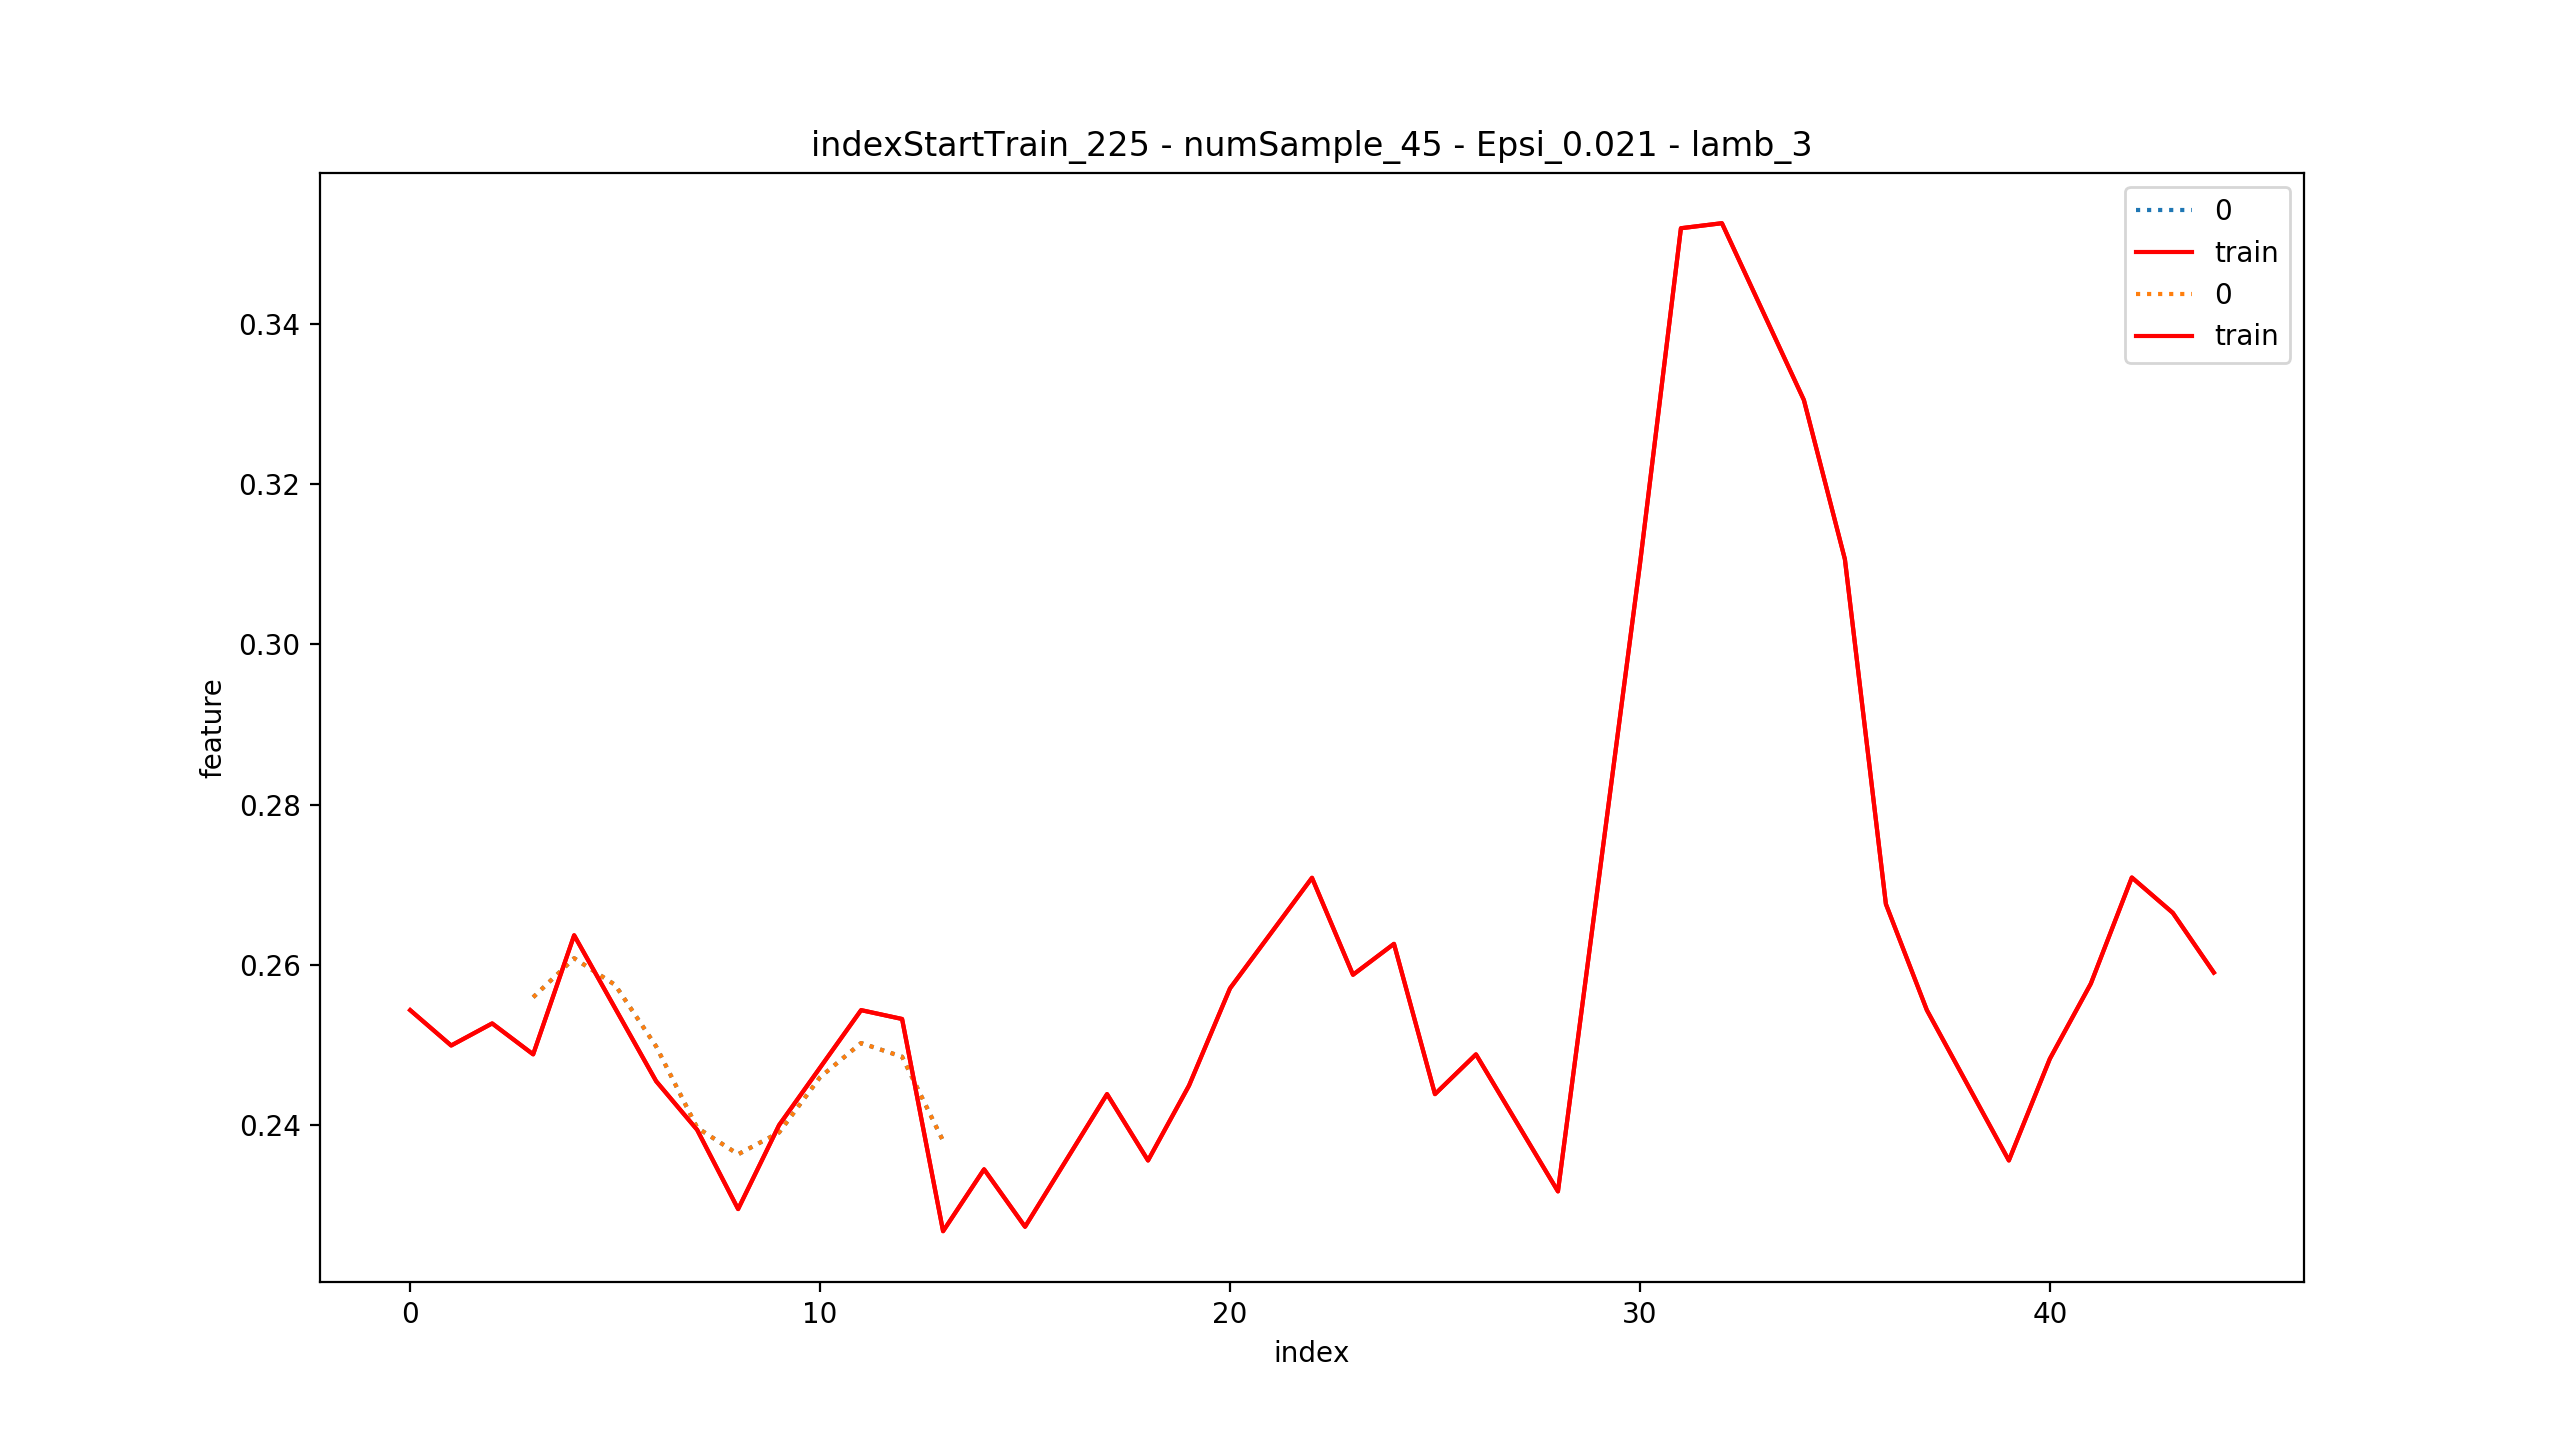 indexStartTrain_225 - numSample_45 - Epsi_0.021 - lamb_3
0
train
0
train
0.34
0.32
0.30
0.28
0.26
0.24
feature
0 10 20 30 40
index